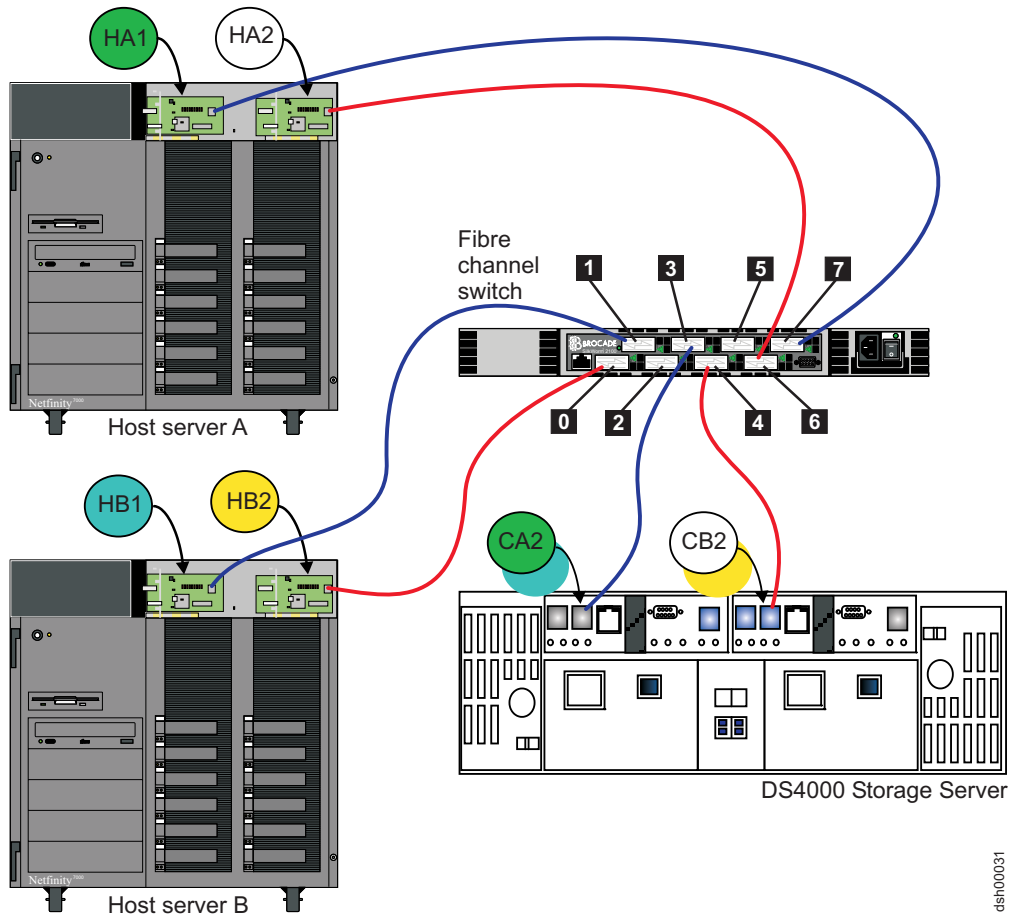 HA1
HA2
Fibre
channel
switch
1
3
5
7
BROCADE
0
2
4
6
Netfinity
Host server A
HB1
HB2
CA2
CB2
DS4000 Storage Server
Netfinity
Host server B
dsh00031